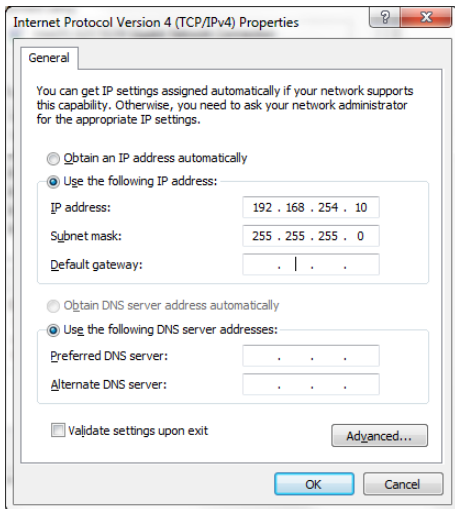 Internet Protocol Version 4 (TCP/IPv4) Properties
? X
General
You can get IP settings assigned automatically if your network supports
this capability. Otherwise, you need to ask your network administrator
for the appropriate IP settings.
Obtain an IP address automatically
Use the following IP address:
IP address: 192 . 168 . 254 . 10
Subnet mask: 255 . 255 . 255 . 0
Default gateway: . . .
Obtain DNS server address automatically
Use the following DNS server addresses:
Preferred DNS server: . . .
Alternate DNS server: . . .
Validate settings upon exit
Advanced...
OK Cancel